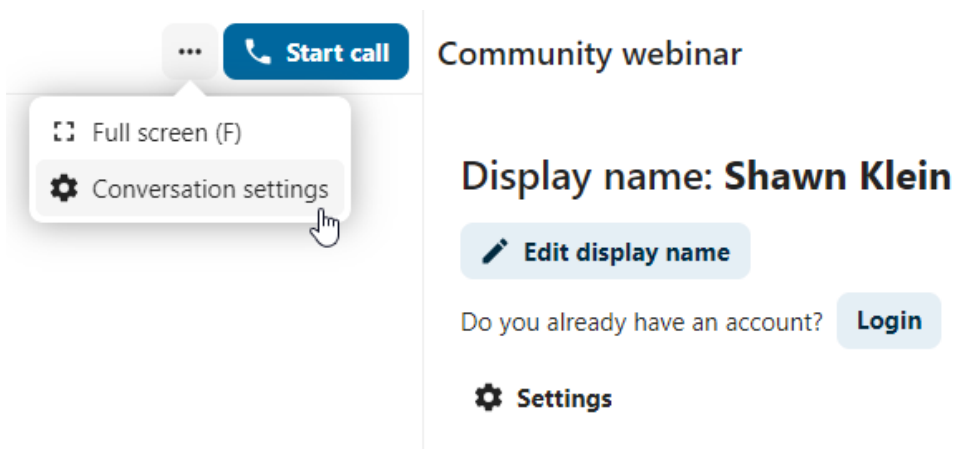 Start call
Full screen (F)
Conversation settings
Community webinar
Display name: Shawn Klein
Edit display name
Do you already have an account? Login
Settings